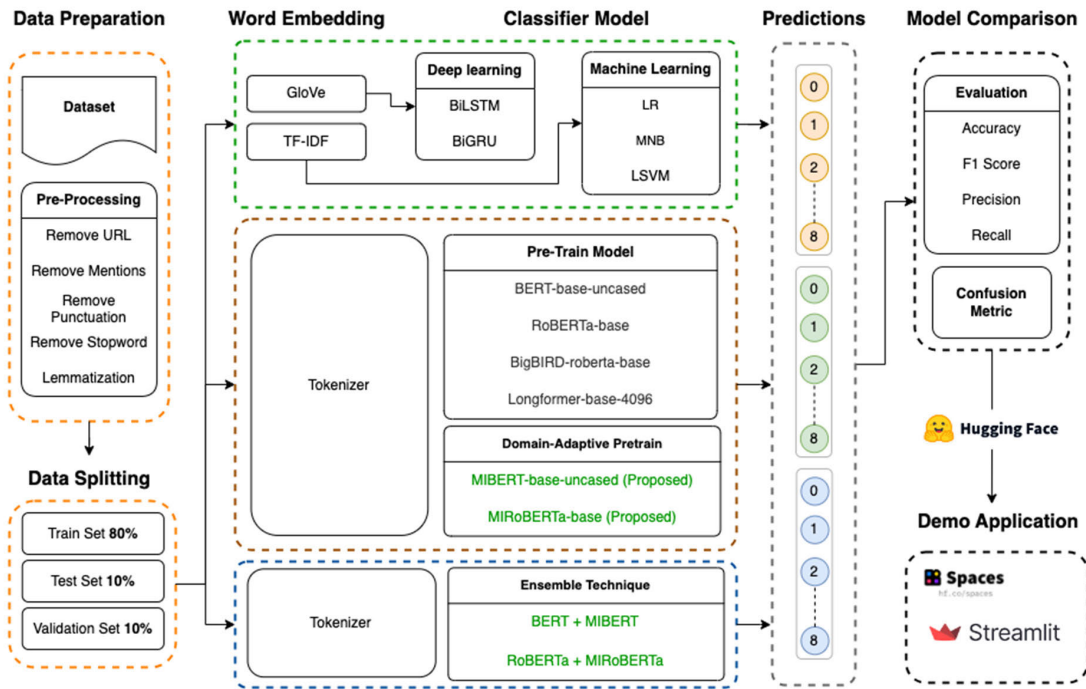 Data Preparation
Dataset
Pre-Processing
Remove URL
Remove Mentions
Remove
Punctuation
Remove Stopword
Lemmatization
Data Splitting
Train Set 80%
Test Set 10%
Validation Set 10%
Word Embedding
Classifier Model
GloVe
TF-IDF
Deep learning
BiLSTM
BiGRU
Machine Learning
LR
MNB
LSVM
Tokenizer
Pre-Train Model
BERT-base-uncased
RoBERTa-base
BigBIRD-roberta-base
Longformer-base-4096
Domain-Adaptive Pretrain
MIBERT-base-uncased (Proposed)
MIRoBERTa-base (Proposed)
Tokenizer
Ensemble Technique
BERT + MIBERT
RoBERTa + MIRoBERTa
Predictions
0
1
2
8
0
1
2
8
0
1
2
8
Model Comparison
Evaluation
Accuracy
F1 Score
Precision
Recall
Confusion
Metric
Hugging Face
Demo Application
Spaces
hf.co/spaces
Streamlit